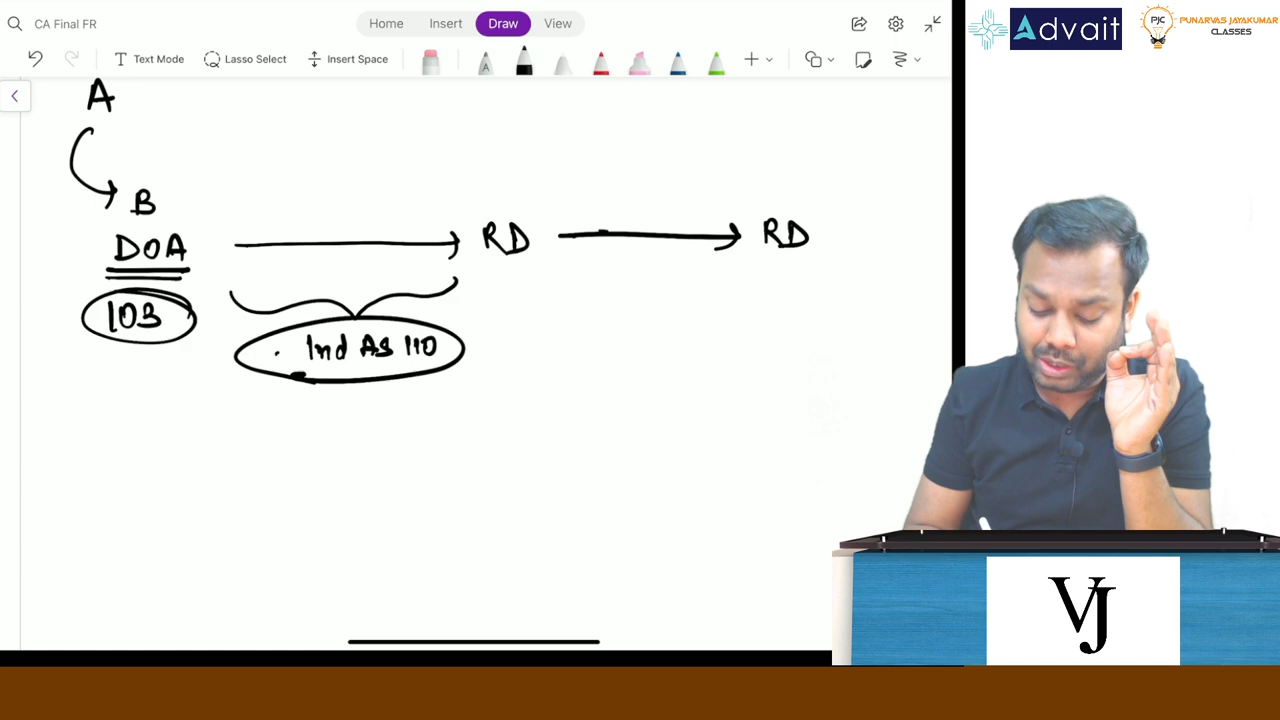 CA Final FR
Home Insert Draw View
Text Mode Lasso Select Insert Space
A
Advait
PJC
PUNARVAS JAYAKUMAR
CLASSES
A
B
DOA RD RD
103
Ind AS 110
VJ